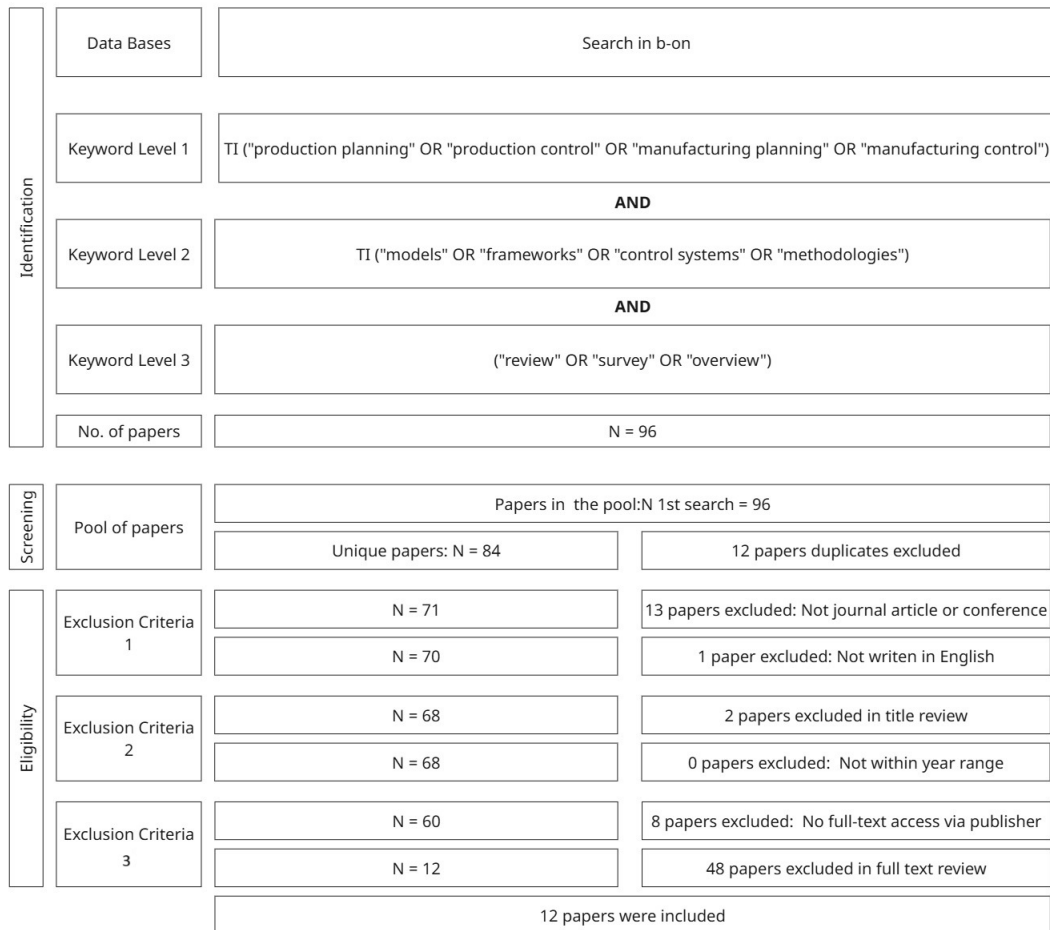 Identification
Data Bases
Search in b-on
Keyword Level 1
TI ("production planning" OR "production control" OR "manufacturing planning" OR "manufacturing control")
AND
Keyword Level 2
TI ("models" OR "frameworks" OR "control systems" OR "methodologies")
AND
Keyword Level 3
("review" OR "survey" OR "overview")
No. of papers
N = 96
Screening
Pool of papers
Papers in the pool:N 1st search = 96
Unique papers: N = 84
12 papers duplicates excluded
Eligibility
Exclusion Criteria
1
N = 71
13 papers excluded: Not journal article or conference
N = 70
1 paper excluded: Not writen in English
Exclusion Criteria
2
N = 68
2 papers excluded in title review
N = 68
0 papers excluded: Not within year range
Exclusion Criteria
3
N = 60
8 papers excluded: No full-text access via publisher
N = 12
48 papers excluded in full text review
12 papers were included